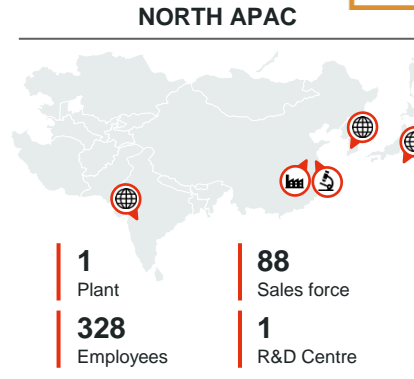 NORTH APAC
1
Plant
88
Sales force
328
Employees
1
R&D Centre